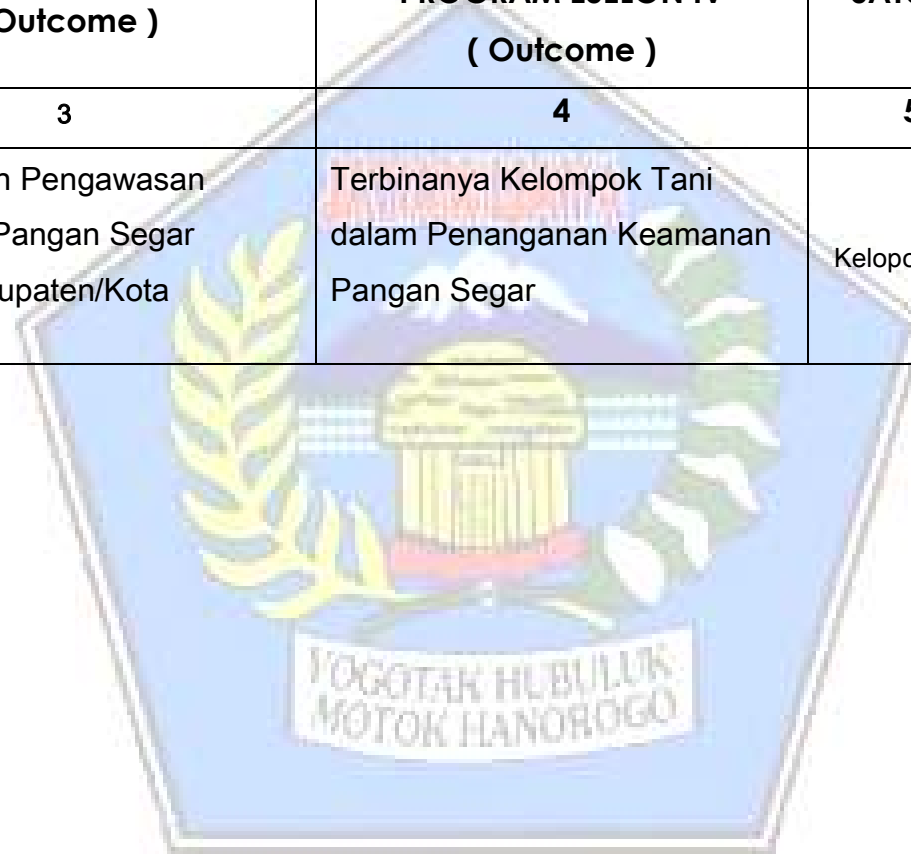 Outcome )
( Outcome )
3
4
5
Pengawasan
Pangan Segar
upaten/Kota
Terbinanya Kelompok Tani
dalam Penanganan Keamanan
Pangan Segar
Kelopo
YOGOTAK HUBULUK
MOTOK HANOROGO